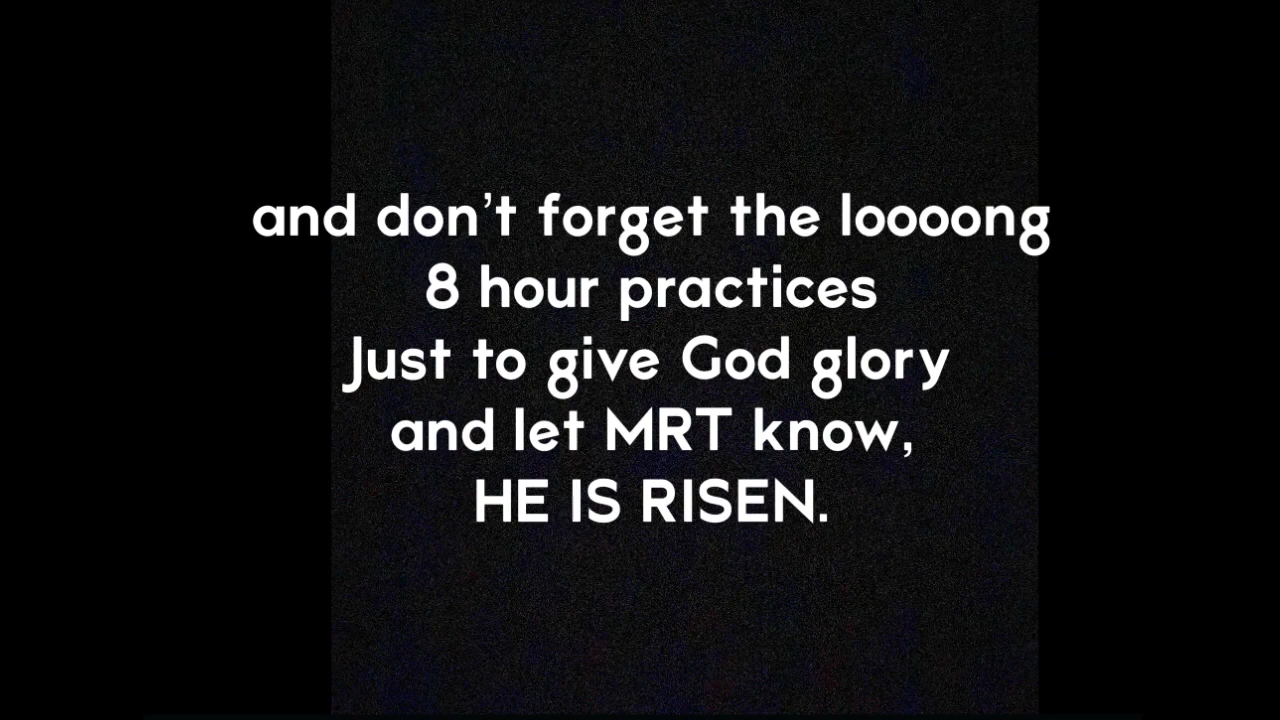 and don't forget the loooong
8 hour practices
Just to give God glory
and let MRT know,
HE IS RISEN.